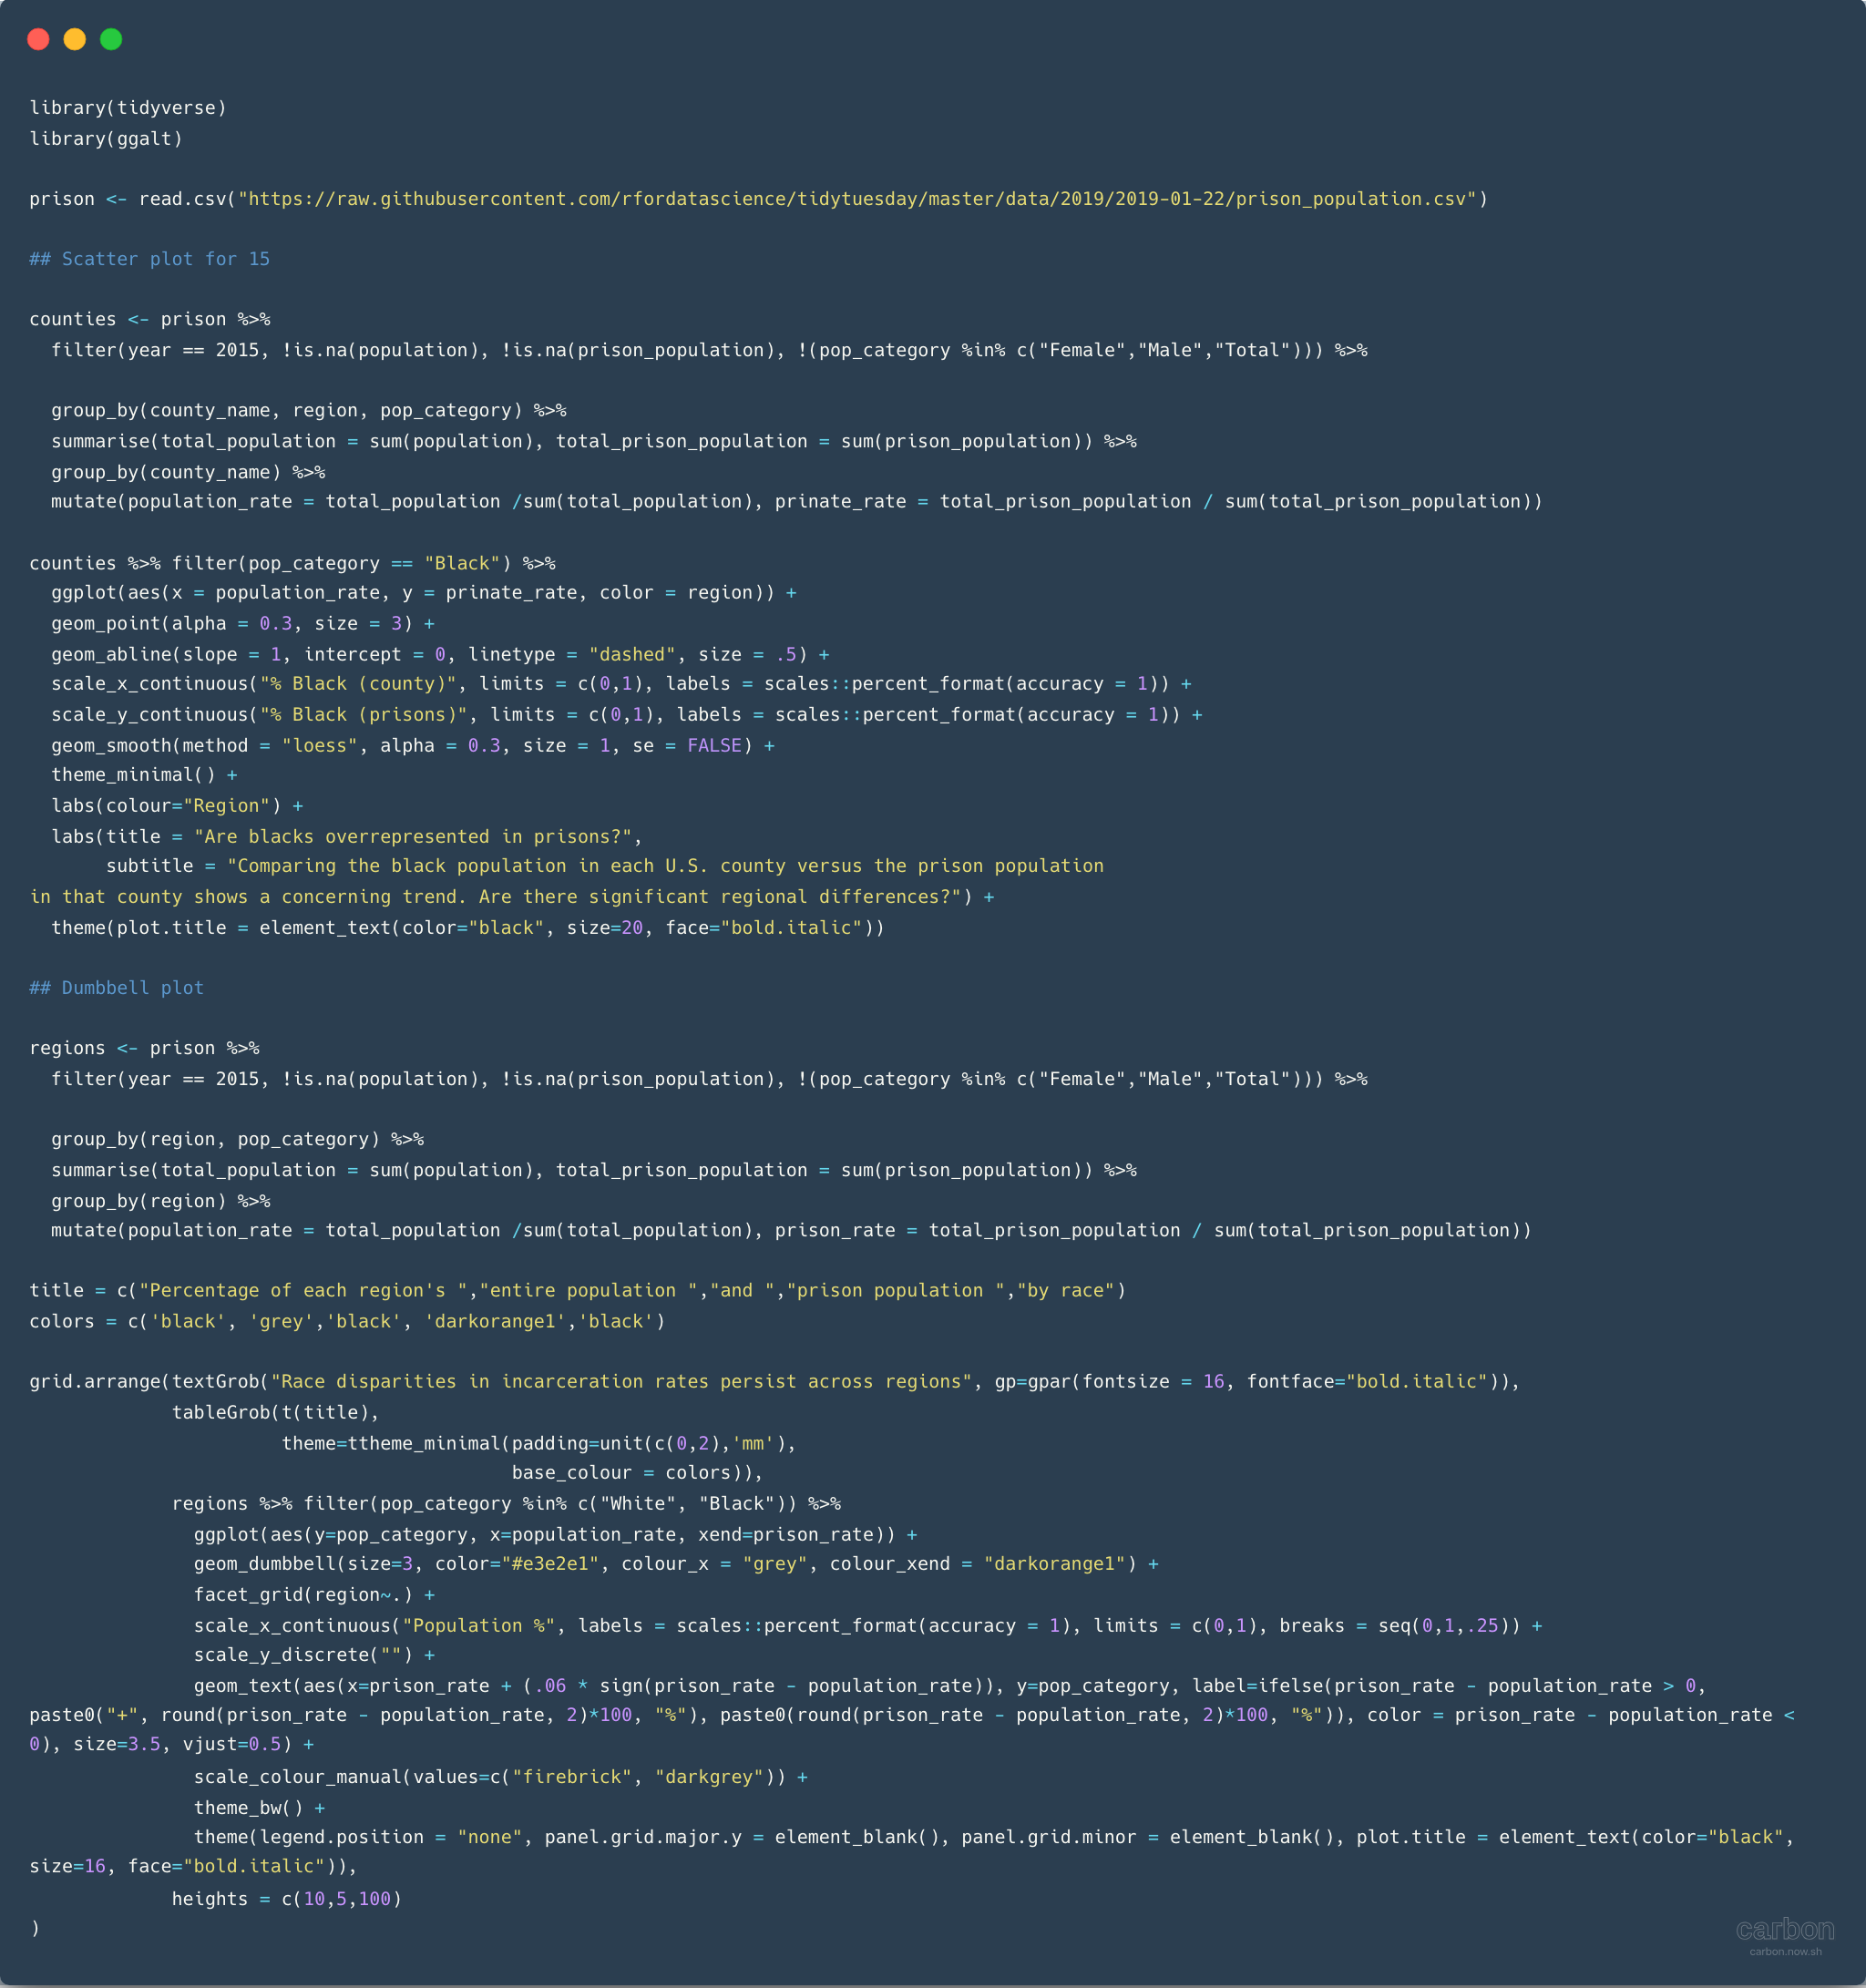 library(tidyverse)
library(ggalt)

prison <- read.csv("https://raw.githubusercontent.com/rfordatascience/tidytuesday/master/data/2019/2019-01-22/prison_population.csv")

## Scatter plot for 15

counties <- prison %>%
  filter(year == 2015, !is.na(population), !is.na(prison_population), !(pop_category %in% c("Female","Male","Total"))) %>%

  group_by(county_name, region, pop_category) %>%
  summarise(total_population = sum(population), total_prison_population = sum(prison_population)) %>%
  group_by(county_name) %>%
  mutate(population_rate = total_population /sum(total_population), prinate_rate = total_prison_population / sum(total_prison_population))

counties %>% filter(pop_category == "Black") %>%
  ggplot(aes(x = population_rate, y = prinate_rate, color = region)) +
  geom_point(alpha = 0.3, size = 3) +
  geom_abline(slope = 1, intercept = 0, linetype = "dashed", size = .5) +
  scale_x_continuous("% Black (county)", limits = c(0,1), labels = scales::percent_format(accuracy = 1)) +
  scale_y_continuous("% Black (prisons)", limits = c(0,1), labels = scales::percent_format(accuracy = 1)) +
  geom_smooth(method = "loess", alpha = 0.3, size = 1, se = FALSE) +
  theme_minimal() +
  labs(colour="Region") +
  labs(title = "Are blacks overrepresented in prisons?",
       subtitle = "Comparing the black population in each U.S. county versus the prison population
in that county shows a concerning trend. Are there significant regional differences?") +
  theme(plot.title = element_text(color="black", size=20, face="bold.italic"))

## Dumbbell plot

regions <- prison %>%
  filter(year == 2015, !is.na(population), !is.na(prison_population), !(pop_category %in% c("Female","Male","Total"))) %>%

  group_by(region, pop_category) %>%
  summarise(total_population = sum(population), total_prison_population = sum(prison_population)) %>%
  group_by(region) %>%
  mutate(population_rate = total_population /sum(total_population), prison_rate = total_prison_population / sum(total_prison_population))

title = c("Percentage of each region's ","entire population ","and ","prison population ","by race")
colors = c('black', 'grey','black', 'darkorange1','black')

grid.arrange(textGrob("Race disparities in incarceration rates persist across regions", gp=gpar(fontsize = 16, fontface="bold.italic")),
             tableGrob(t(title),
                       theme=ttheme_minimal(padding=unit(c(0,2),'mm'),
                                            base_colour = colors)),
             regions %>% filter(pop_category %in% c("White", "Black")) %>%
               ggplot(aes(y=pop_category, x=population_rate, xend=prison_rate)) +
               geom_dumbbell(size=3, color="#e3e2e1", colour_x = "grey", colour_xend = "darkorange1") +
               facet_grid(region~.) +
               scale_x_continuous("Population %", labels = scales::percent_format(accuracy = 1), limits = c(0,1), breaks = seq(0,1,.25)) +
               scale_y_discrete("") +
               geom_text(aes(x=prison_rate + (.06 * sign(prison_rate - population_rate)), y=pop_category, label=ifelse(prison_rate - population_rate > 0,
paste0("+", round(prison_rate - population_rate, 2)*100, "%"), paste0(round(prison_rate - population_rate, 2)*100, "%")), color = prison_rate - population_rate <
0), size=3.5, vjust=0.5) +
               scale_colour_manual(values=c("firebrick", "darkgrey")) +
               theme_bw() +
               theme(legend.position = "none", panel.grid.major.y = element_blank(), panel.grid.minor = element_blank(), plot.title = element_text(color="black",
size=16, face="bold.italic")),
             heights = c(10,5,100)
)
carbon
carbon.now.sh